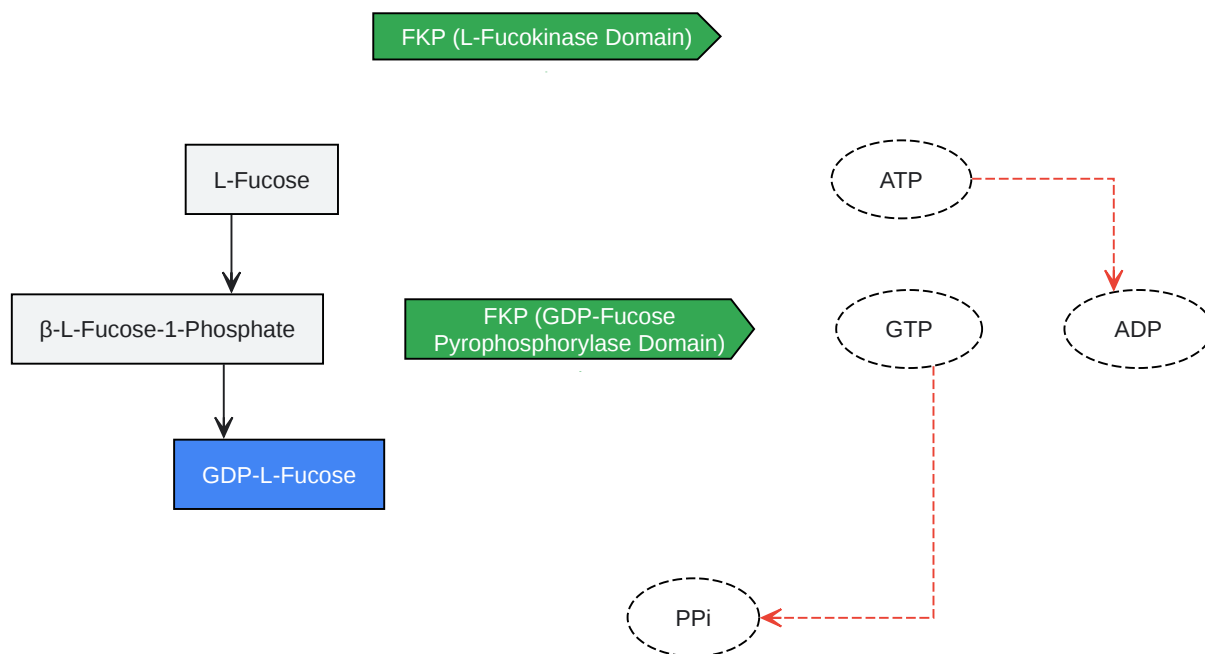 FKP (L-Fucokinase Domain)
L-Fucose
ATP
β-L-Fucose-1-Phosphate
FKP (GDP-Fucose
Pyrophosphorylase Domain)
GTP
ADP
GDP-L-Fucose
PPi